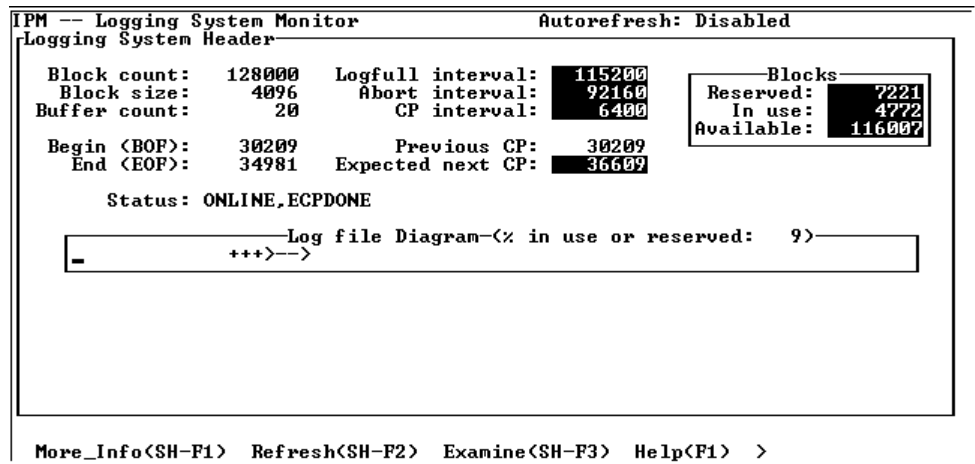 IPM -- Logging System Monitor Autorefresh: Disabled
Logging System Header
Block count: 128000 Logfull interval: 115200 Blocks
Block size: 4096 Abort interval: 92160 Reserved: 7221
Buffer count: 20 CP interval: 6400 In use: 4772
Available: 116007
Begin (BOF): 30209 Previous CP: 30209
End (EOF): 34981 Expected next CP: 36609
Status: ONLINE,ECPDONE
Log file Diagram-(% in use or reserved: 9)
+++>-->
More_Info(SH-F1) Refresh(SH-F2) Examine(SH-F3) Help(F1) >